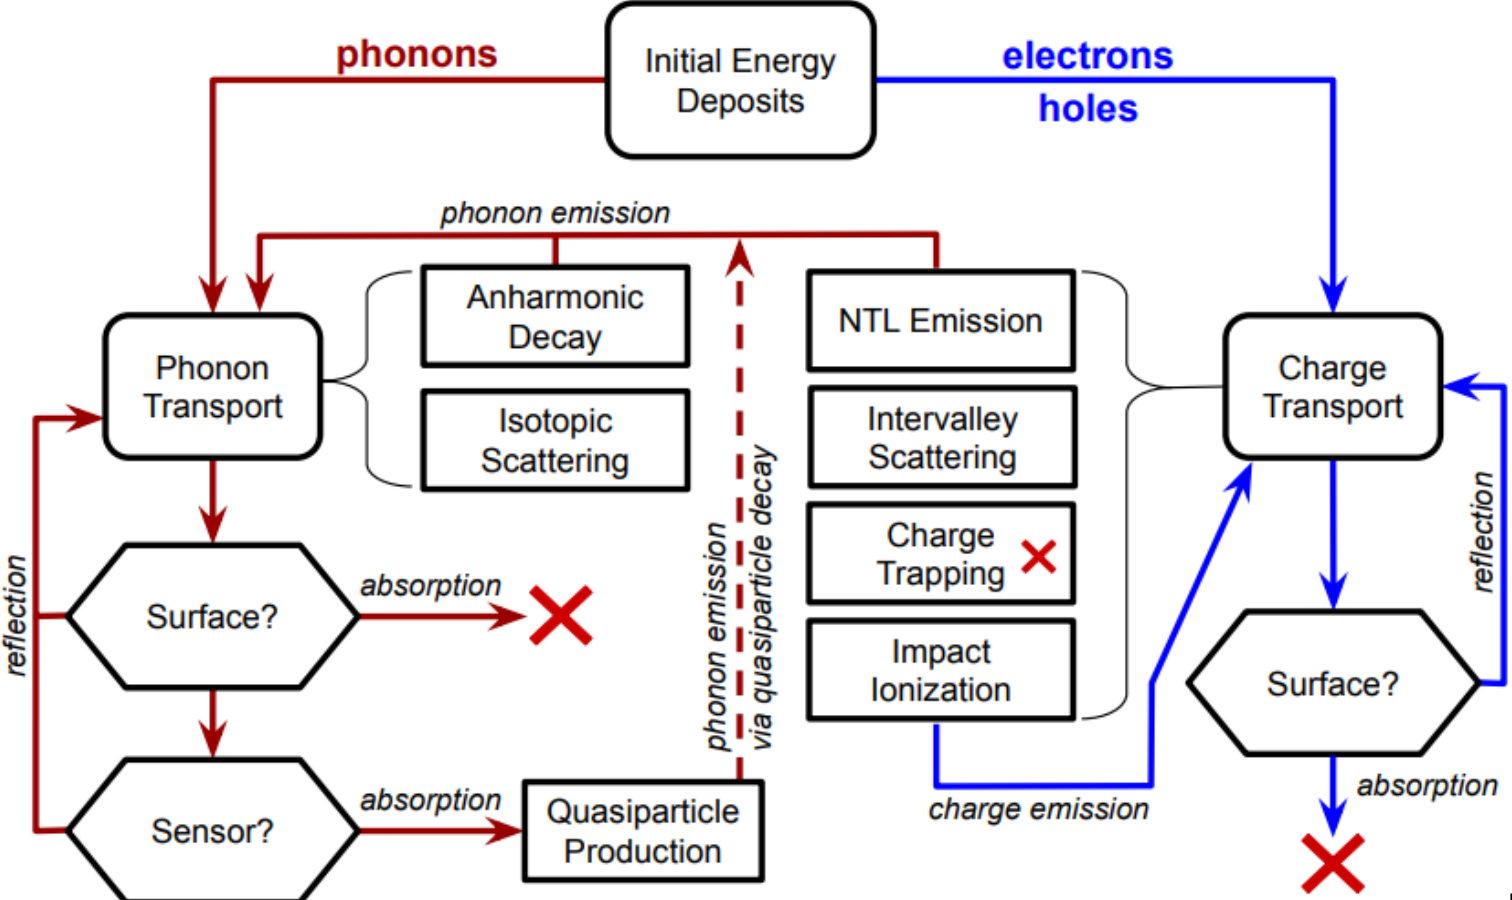 phonons
Initial Energy
Deposits
electrons
holes
phonon emission
Anharmonic
Decay
NTL Emission
Phonon
Transport
Charge
Transport
Isotopic
Scattering
Intervalley
Scattering
phonon emission
via quasiparticle decay
Charge
Trapping
reflection
reflection
Surface?
absorption
Impact
Ionization
Surface?
Sensor?
absorption
Quasiparticle
Production
charge emission
absorption